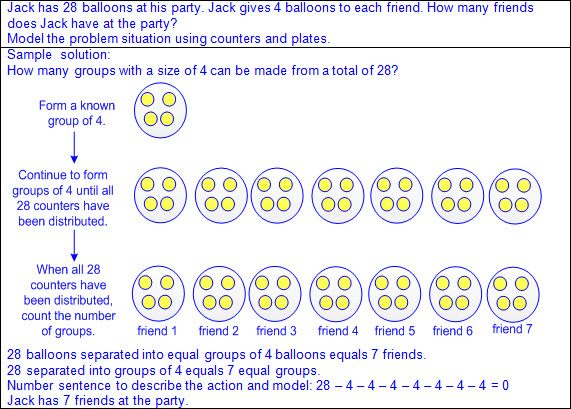 Jack has 28 balloons at his party. Jack gives 4 balloons to each friend. How many friends
does Jack have at the party?
Model the problem situation using counters and plates.
Sample solution:
How many groups with a size of 4 can be made from a total of 28?
Form a known
group of 4.
Continue to form
groups of 4 until all
28 counters have
been distributed.
When all 28
counters have
been distributed,
count the number
of groups.
friend 1 friend 2 friend 3 friend 4 friend 5 friend 6 friend 7
28 balloons separated into equal groups of 4 balloons equals 7 friends.
28 separated into groups of 4 equals 7 equal groups.
Number sentence to describe the action and model: 28 – 4 – 4 – 4 – 4 – 4 – 4 – 4 = 0
Jack has 7 friends at the party.